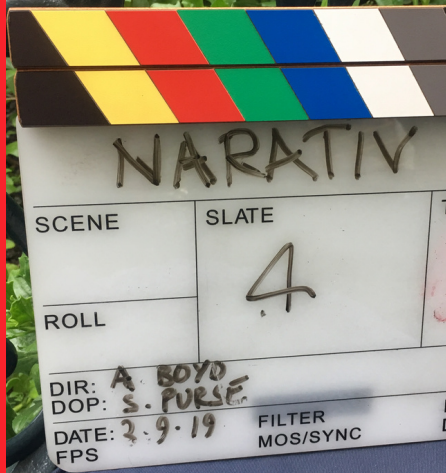 NARATIV
SCENE
SLATE
4
ROLL
DIR: A. BOYD
DOP: S. PURSE
DATE: 2.9.19
FILTER
FPS
MOS/SYNC